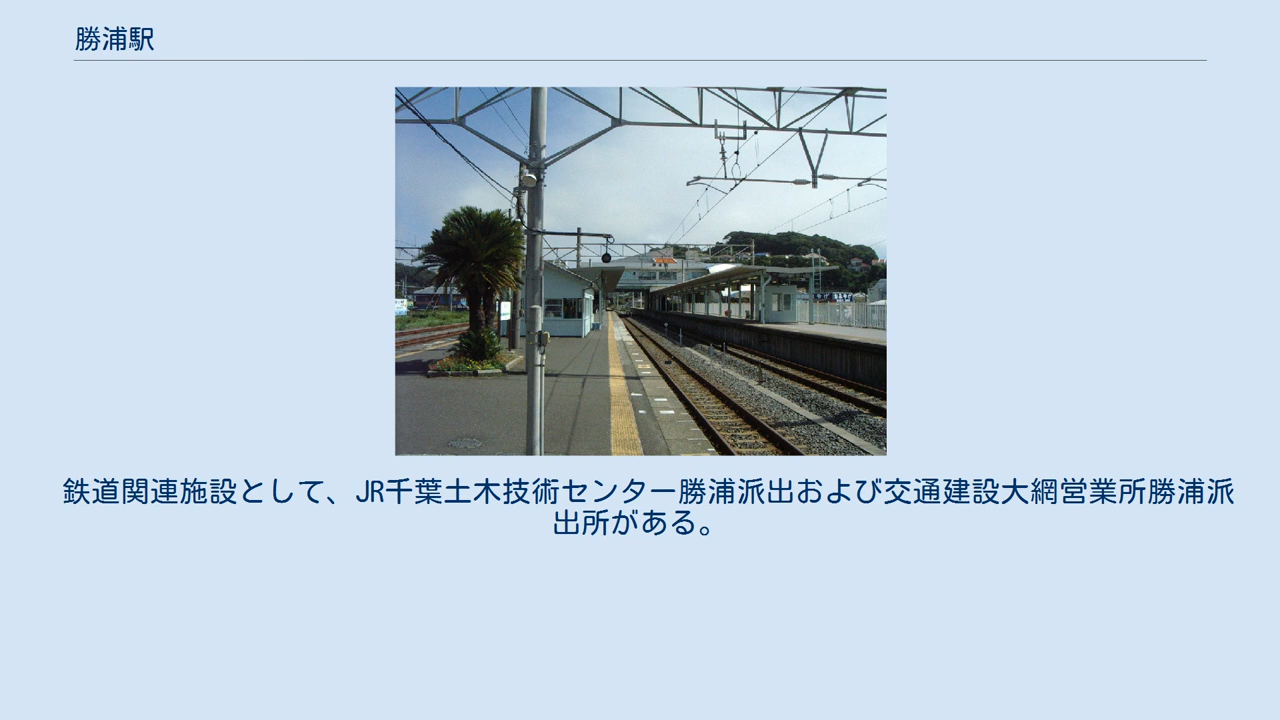 勝浦駅
鉄道関連施設として、JR千葉土木技術センター勝浦派出および交通建設大網営業所勝浦派
出所がある。